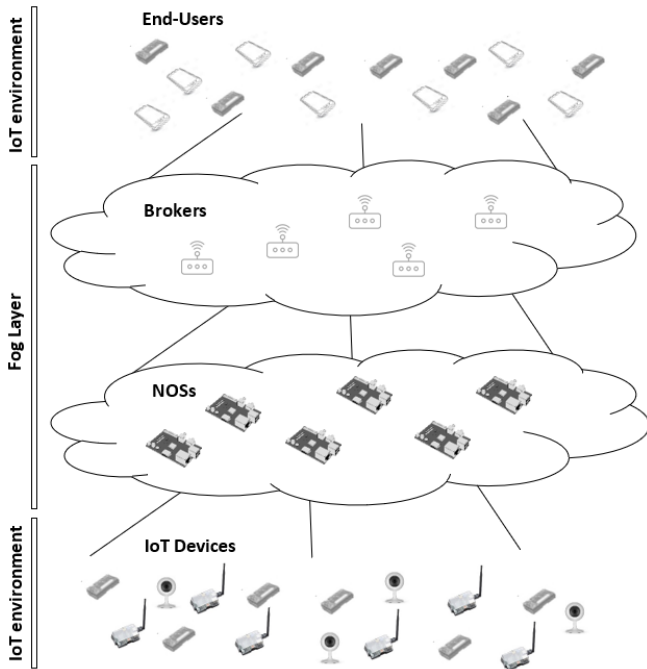 End-Users
IoT environment
Brokers
Fog Layer
NOSs
IoT Devices
IoT environment